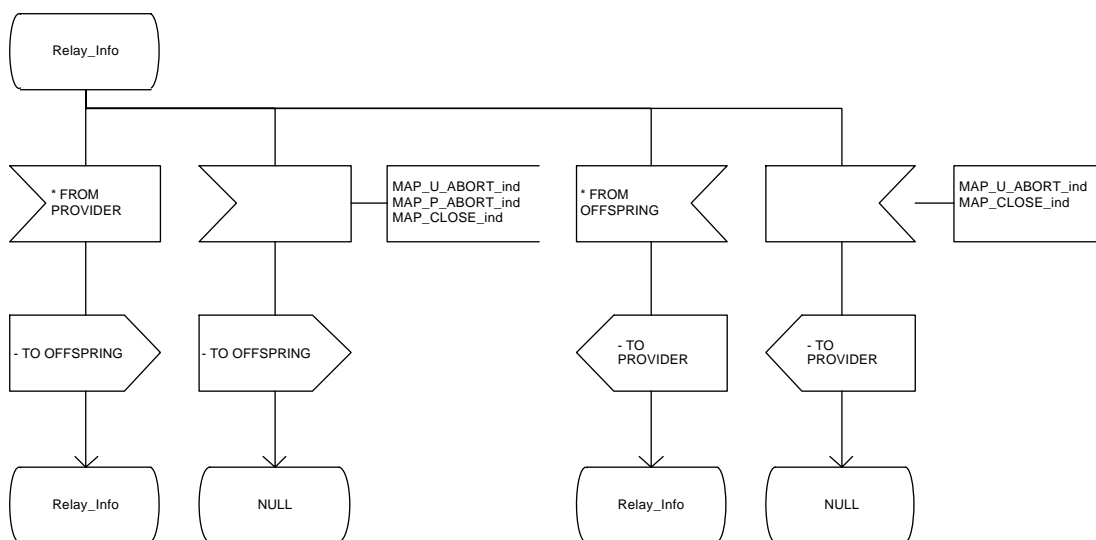 Relay_Info
* FROM
PROVIDER
MAP_U_ABORT_ind
MAP_P_ABORT_ind
MAP_CLOSE_ind
* FROM
OFFSPRING
MAP_U_ABORT_ind
MAP_CLOSE_ind
- TO OFFSPRING
- TO OFFSPRING
- TO
PROVIDER
- TO
PROVIDER
Relay_Info
NULL
Relay_Info
NULL